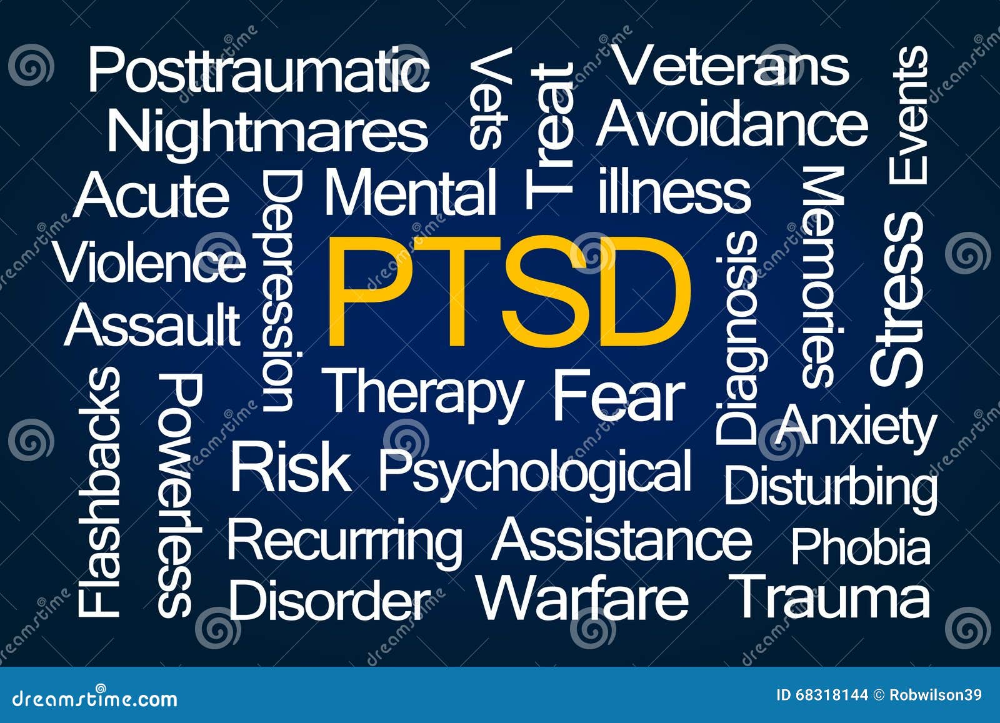 Posttraumatic
Vets
Treat
Veterans
Events
Nightmares
Avoidance
Acute
Depression
Mental
illness
Memories
Stress
Violence
PTSD
Diagnosis
Assault
Flashbacks
Powerless
Therapy
Fear
Anxiety
Risk
Psychological
Disturbing
Recurrring
Assistance
Phobia
Disorder
Warfare
Trauma
dreamstime.com
ID 68318144 © Robwilson39